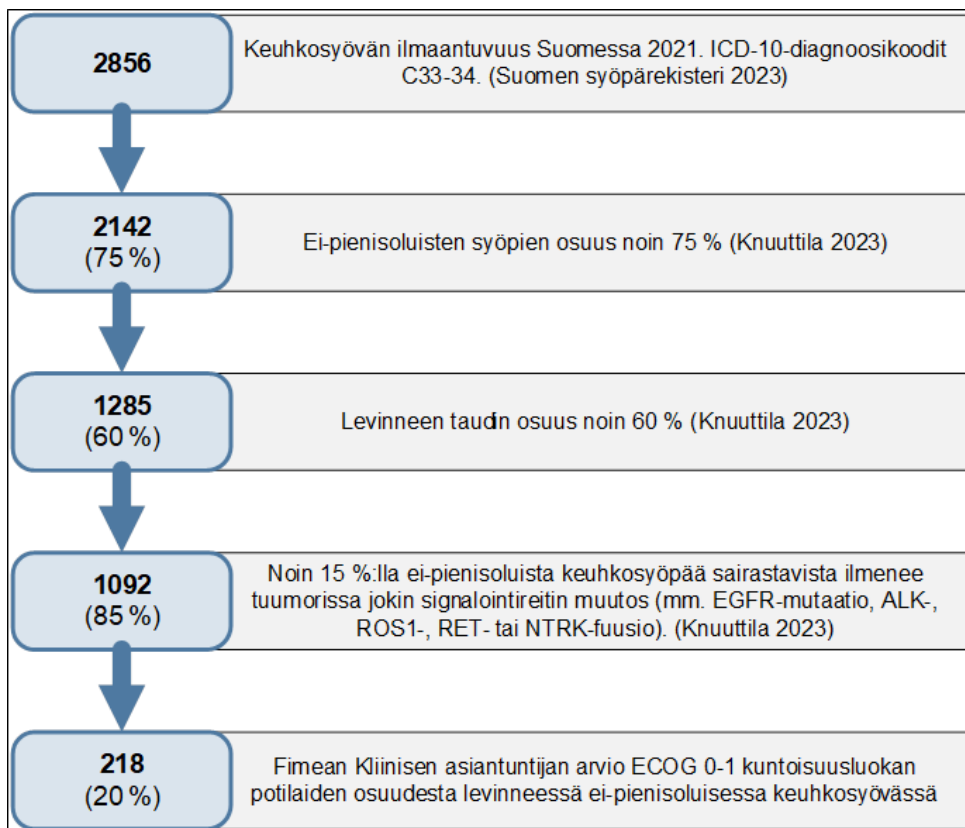 2856
Keuhkosyövän ilmaantuvuus Suomessa 2021. ICD-10-diagnoosikoodit
C33-34. (Suomen syöpärekisteri 2023)
2142
(75 %)
Ei-pienisoluisten syöpien osuus noin 75 % (Knuuttila 2023)
1285
(60 %)
Levinneen taudin osuus noin 60 % (Knuuttila 2023)
1092
(85 %)
Noin 15 %:lla ei-pienisoluista keuhkosyöpää sairastavista ilmenee
tuumorissa jokin signalointireitin muutos (mm. EGFR-mutaatio, ALK-,
ROS1-, RET- tai NTRK-fuusio). (Knuuttila 2023)
218
(20 %)
Fimean Kliinisen asiantuntijan arvio ECOG 0-1 kuntoisuusluokan
potilaiden osuudesta levinneessä ei-pienisoluisessa keuhkosyövässä